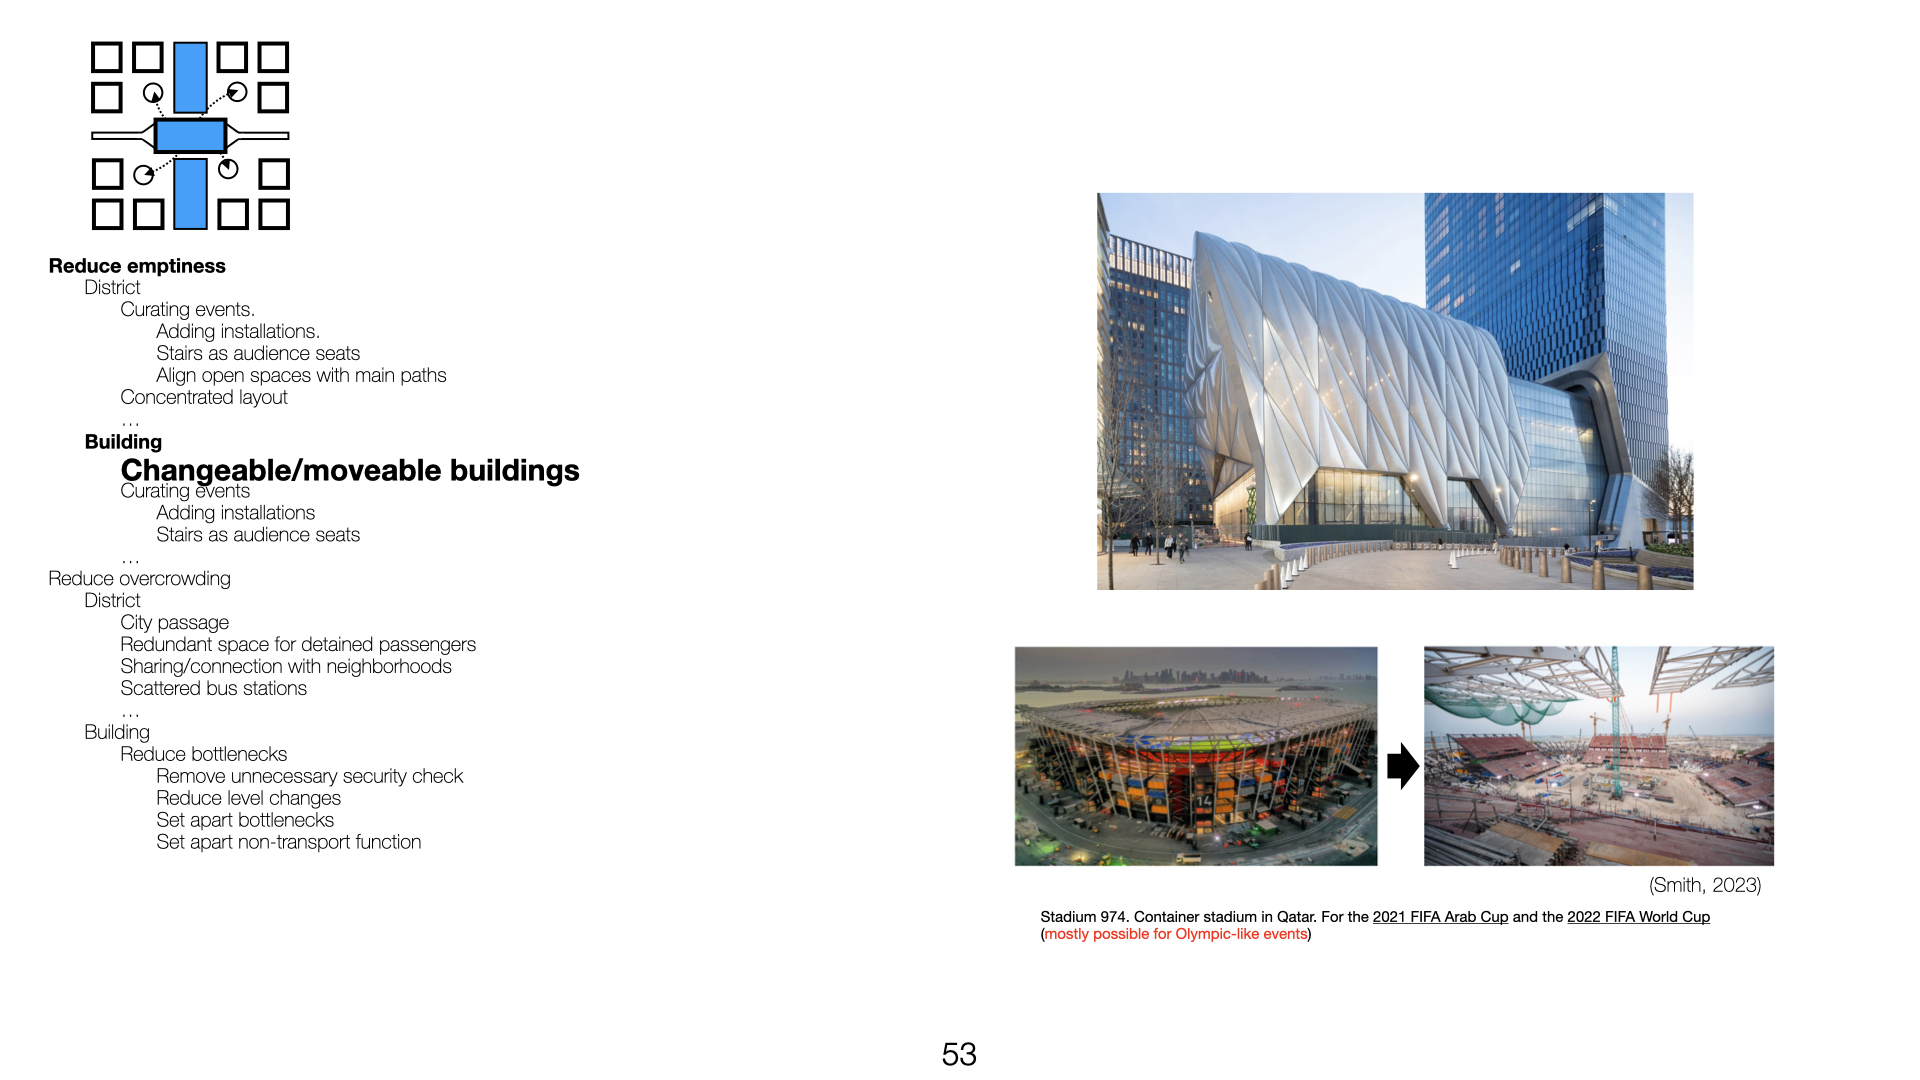 Reduce emptiness
District
Curating events.
Adding installations.
Stairs as audience seats
Align open spaces with main paths
Concentrated layout
…
Building
Changeable/moveable buildings
Curating events
Adding installations
Stairs as audience seats
…
Reduce overcrowding
District
City passage
Redundant space for detained passengers
Sharing/connection with neighborhoods
Scattered bus stations
…
Building
Reduce bottlenecks
Remove unnecessary security check
Reduce level changes
Set apart bottlenecks
Set apart non-transport function
14
(Smith, 2023)
Stadium 974. Container stadium in Qatar. For the 2021 FIFA Arab Cup and the 2022 FIFA World Cup
(mostly possible for Olympic-like events)
53